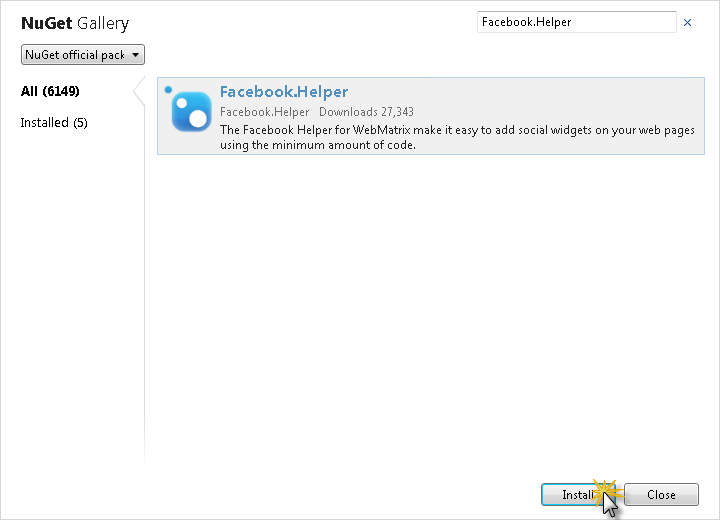 NuGet Gallery
Facebook.Helper
NuGet official pack
All (6149)
Installed (5)
Facebook.Helper
Facebook.Helper Downloads 27,343
The Facebook Helper for WebMatrix make it easy to add social widgets on your web pages
using the minimum amount of code.
Install
Close